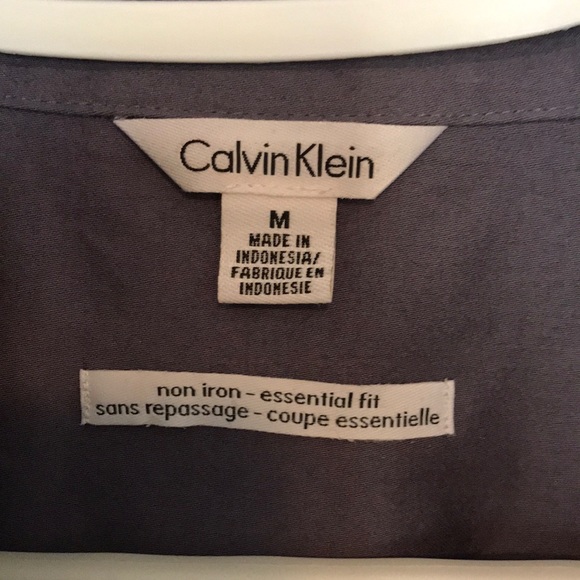 Calvin Klein
M
MADE IN
INDONESIA/
FABRIQUE EN
INDONESIE
non iron - essential fit
sans repassage - coupe essentielle